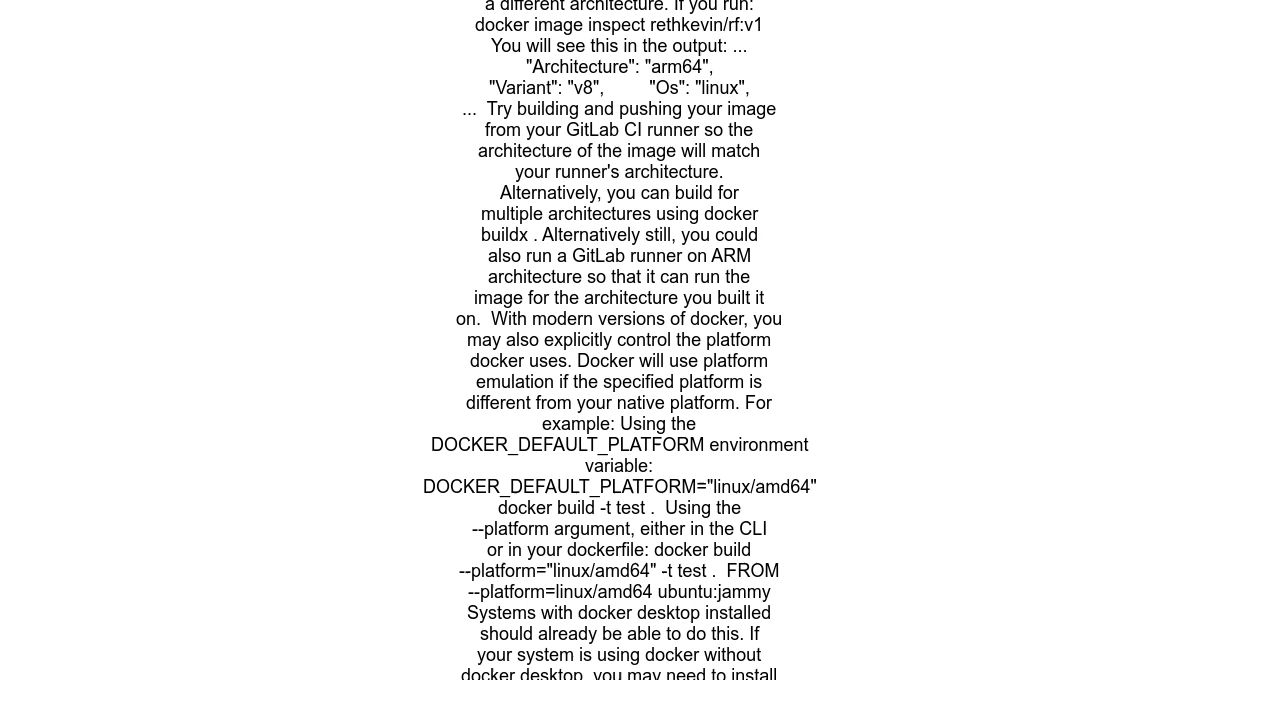 a different architecture. If you run:
docker image inspect rethkevin/rf:v1
You will see this in the output: ...
"Architecture": "arm64",
"Variant": "v8",         "Os": "linux",
...  Try building and pushing your image
from your GitLab CI runner so the
architecture of the image will match
your runner's architecture.
Alternatively, you can build for
multiple architectures using docker
buildx . Alternatively still, you could
also run a GitLab runner on ARM
architecture so that it can run the
image for the architecture you built it
on.  With modern versions of docker, you
may also explicitly control the platform
docker uses. Docker will use platform
emulation if the specified platform is
different from your native platform. For
example: Using the
DOCKER_DEFAULT_PLATFORM environment
variable:
DOCKER_DEFAULT_PLATFORM="linux/amd64"
docker build -t test .  Using the
--platform argument, either in the CLI
or in your dockerfile: docker build
--platform="linux/amd64" -t test .  FROM
--platform=linux/amd64 ubuntu:jammy
Systems with docker desktop installed
should already be able to do this. If
your system is using docker without
docker desktop, you may need to install